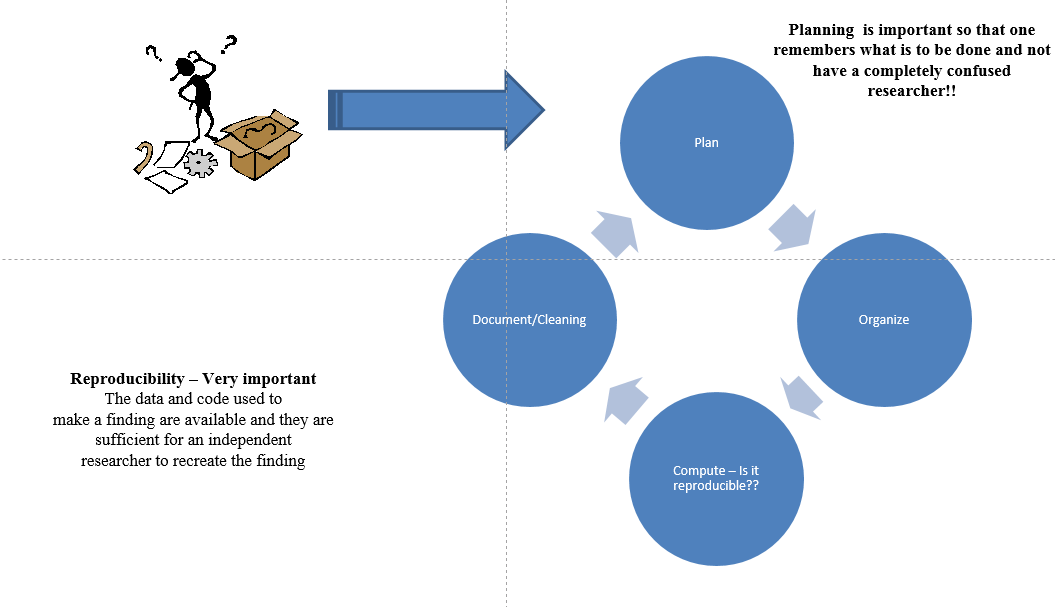 Planning  is important so that one
remembers what is to be done and not
have a completely confused
researcher!!
Plan
Organize
Compute – Is it
reproducible??
Document/Cleaning
Reproducibility – Very important
The data and code used to
make a finding are available and they are
sufficient for an independent
researcher to recreate the finding